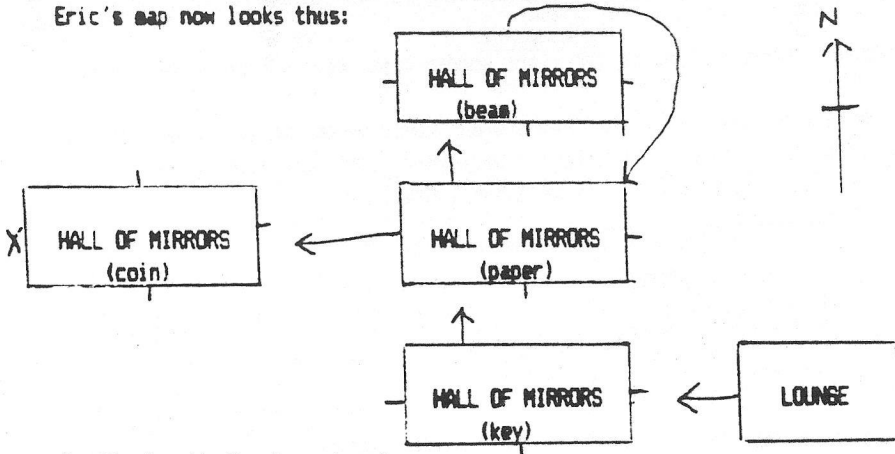 Eric's map now looks thus:
N
HALL OF MIRRORS
(beam)
X HALL OF MIRRORS
(coin)
HALL OF MIRRORS
(paper)
HALL OF MIRRORS
(key)
LOUNGE